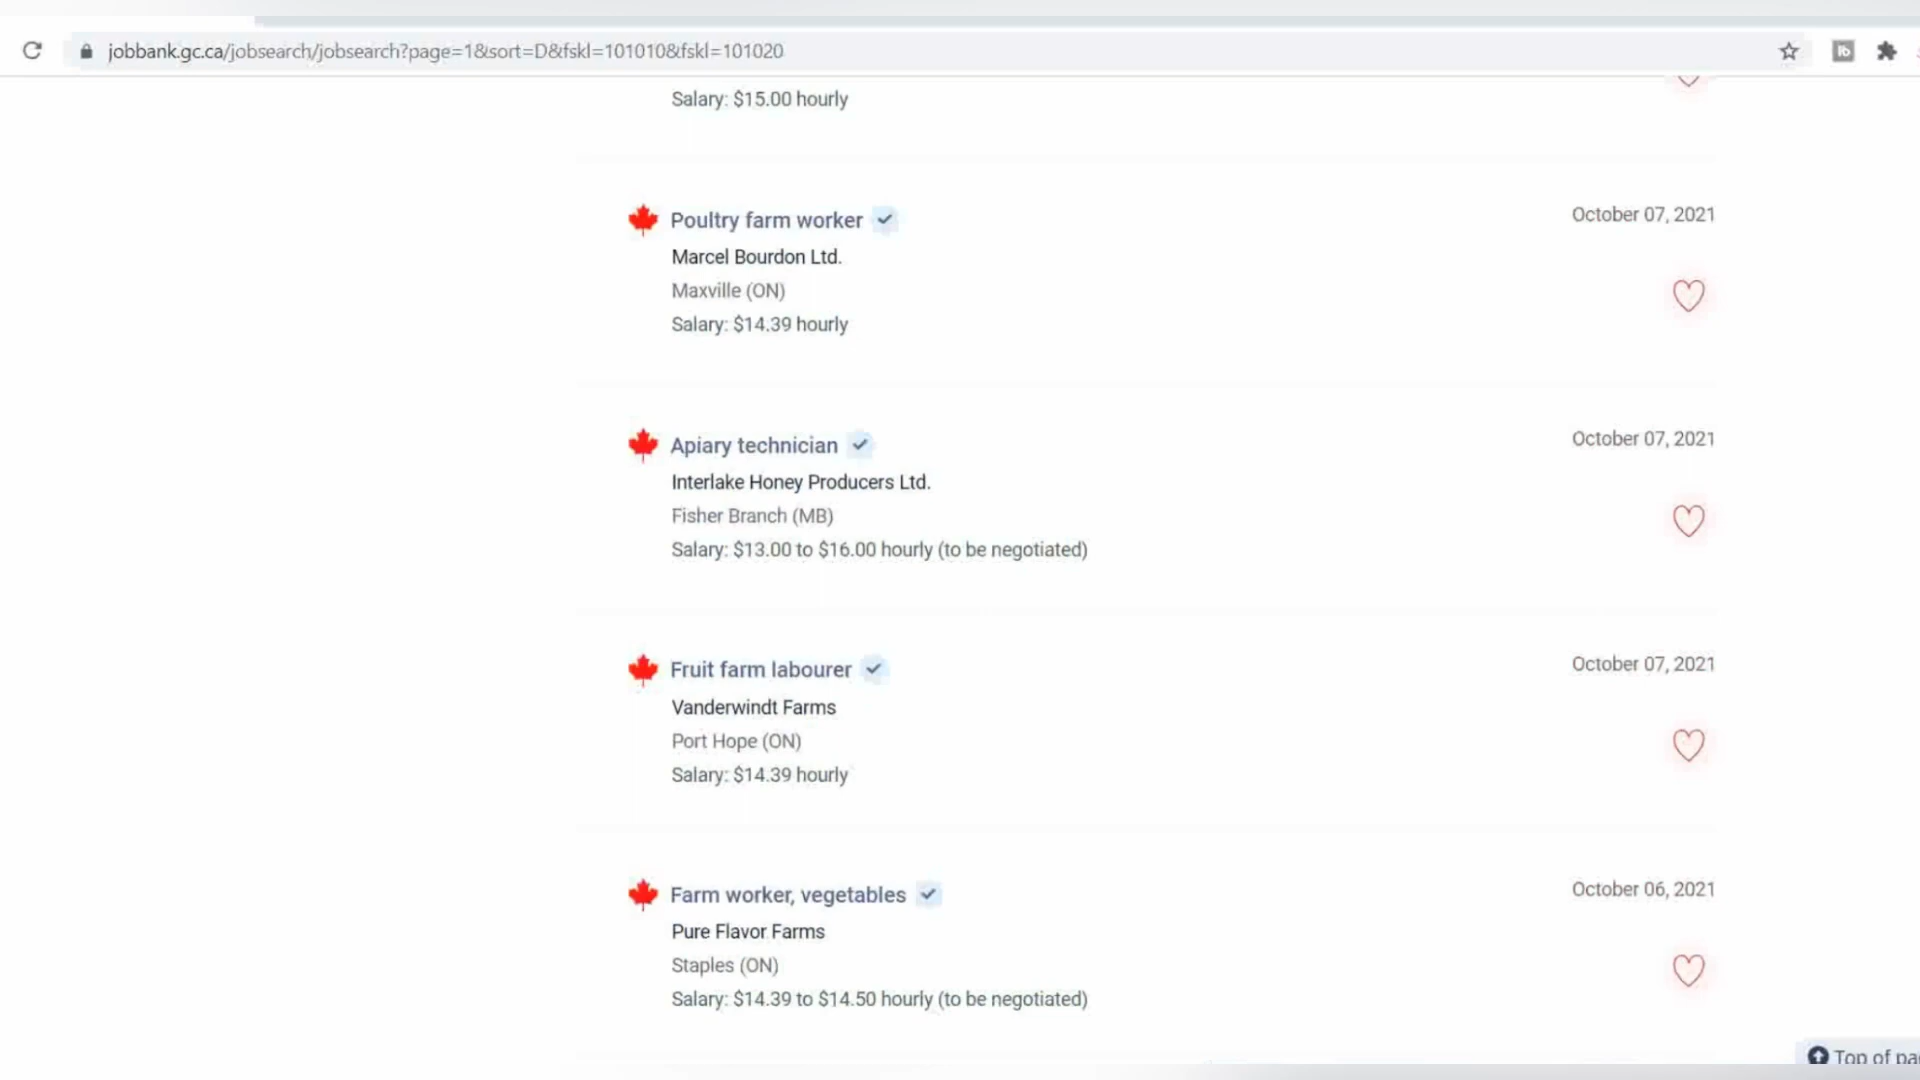 jobbank.gc.ca/jobsearch/jobsearch?page=1&sort=D&fskl=101010&fskl=101020
Salary: $15.00 hourly
Poultry farm worker
October 07, 2021
Marcel Bourdon Ltd.
Maxville (ON)
Salary: $14.39 hourly
Apiary technician
October 07, 2021
Interlake Honey Producers Ltd.
Fisher Branch (MB)
Salary: $13.00 to $16.00 hourly (to be negotiated)
Fruit farm labourer
October 07, 2021
Vanderwindt Farms
Port Hope (ON)
Salary: $14.39 hourly
Farm worker, vegetables
October 06, 2021
Pure Flavor Farms
Staples (ON)
Salary: $14.39 to $14.50 hourly (to be negotiated)
Top of pa